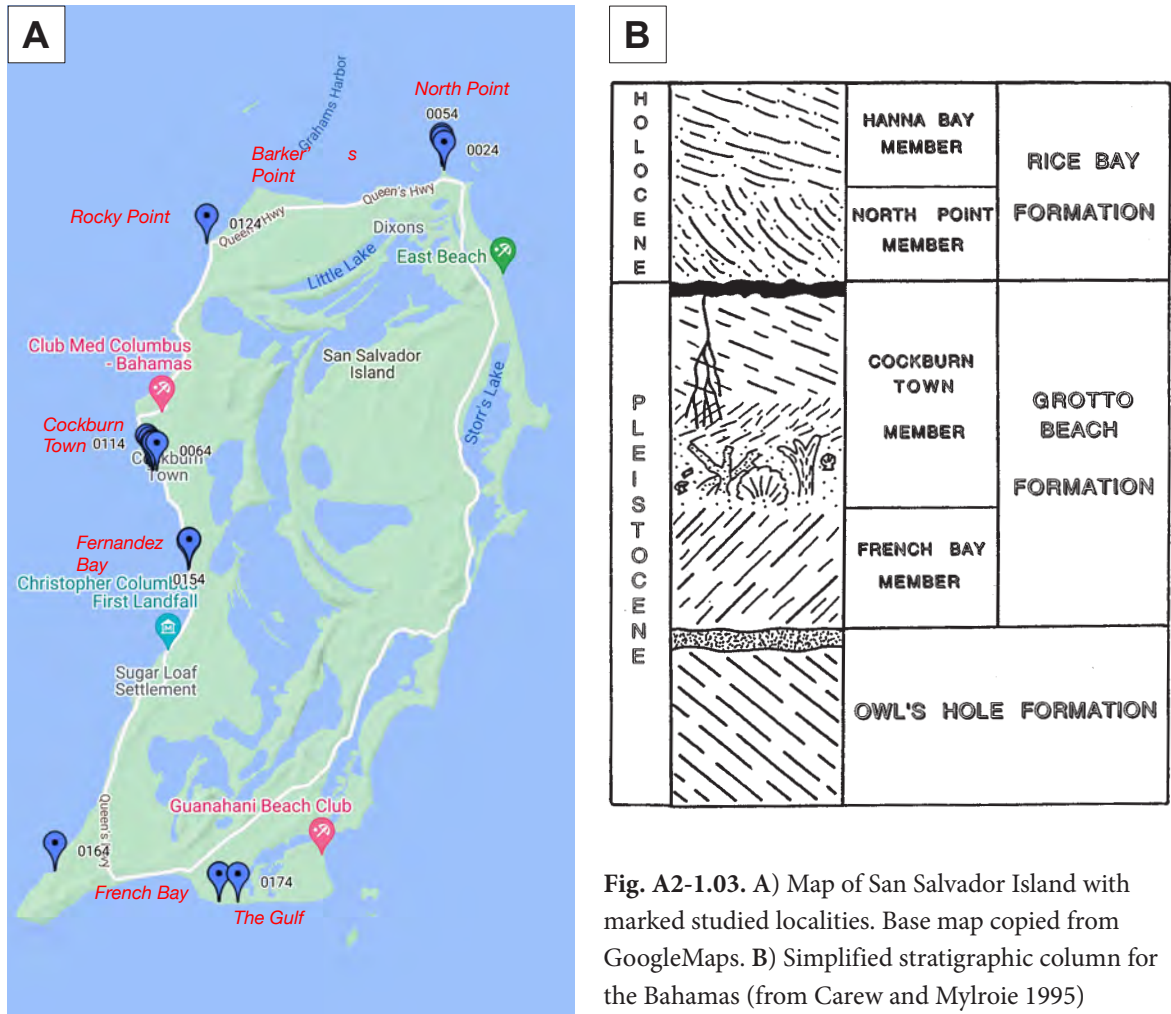 A
North Point
0054
0024
Grahams Harbor
Barker' s
Point
Queen's Hwy
Rocky Point
0124
Queen's Hwy
Dixons
East Beach
Little Lake
Club Med Columbus
- Bahamas
San Salvador
Island
Storr's Lake
Cockburn
Town
0114
0064
Cockburn
Town
Fernandez
Bay
0154
Christopher Columbus
First Landfall
Sugar Loaf
Settlement
Queen's Hwy
Guanahani Beach Club
0164
French Bay
0174
The Gulf
B
HOLOCENE
HANNA BAY
MEMBER
RICE BAY
FORMATION
NORTH POINT
MEMBER
PLEISTOCENE
COCKBURN
TOWN
MEMBER
GROTTO
BEACH
FORMATION
FRENCH BAY
MEMBER
OWL'S HOLE FORMATION
Fig. A2-1.03. A) Map of San Salvador Island with
marked studied localities. Base map copied from
GoogleMaps. B) Simplified stratigraphic column for
the Bahamas (from Carew and Mylroie 1995)